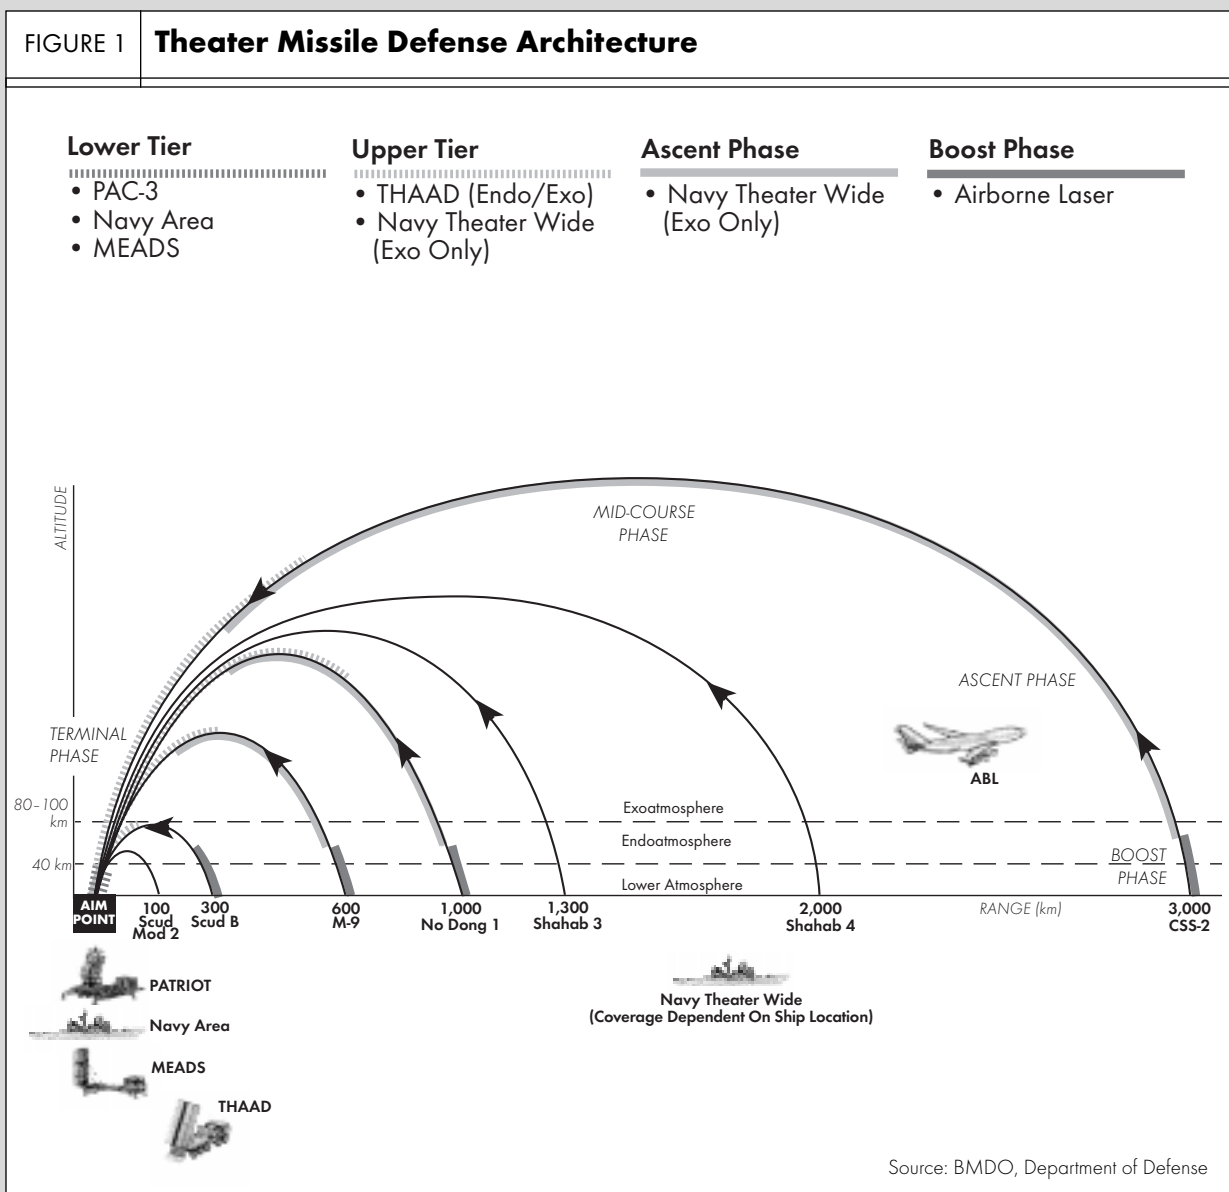 FIGURE 1
Theater Missile Defense Architecture
Lower Tier
• PAC-3
• Navy Area
• MEADS
Upper Tier
• THAAD (Endo/Exo)
• Navy Theater Wide
(Exo Only)
Ascent Phase
• Navy Theater Wide
(Exo Only)
Boost Phase
• Airborne Laser
ALTITUDE
MID-COURSE
PHASE
ASCENT PHASE
TERMINAL
PHASE
ABL
80–100
km
Exoatmosphere
Endoatmosphere
40 km
BOOST
PHASE
Lower Atmosphere
AIM
POINT
100
Scud
Mod 2
300
Scud B
600
M-9
1,000
No Dong 1
1,300
Shahab 3
2,000
Shahab 4
RANGE (km)
3,000
CSS-2
PATRIOT
Navy Area
MEADS
THAAD
Navy Theater Wide
(Coverage Dependent On Ship Location)
Source: BMDO, Department of Defense